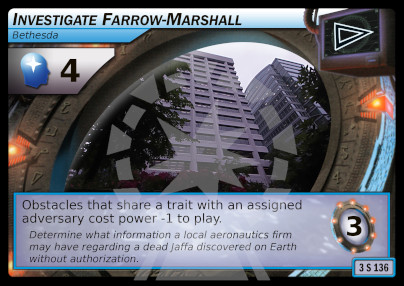 INVESTIGATE FARROW-MARSHALL
Bethesda
4
Obstacles that share a trait with an assigned
adversary cost power -1 to play.
3
Determine what information a local aeronautics firm
may have regarding a dead Jaffa discovered on Earth
without authorization.
3 S 136